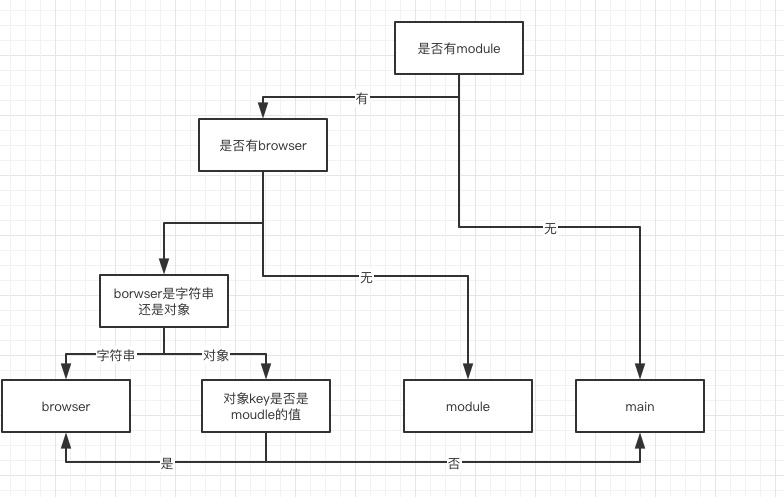 是否有module
有
是否有browser
无
无
borwser是字符串
还是对象
字符串
对象
browser
对象key是否是
moudle的值
module
main
是
否